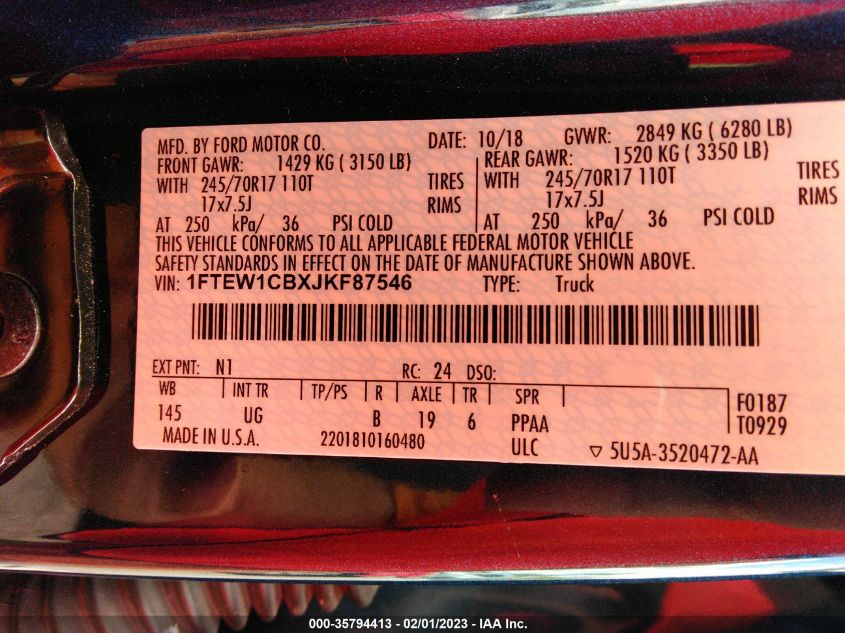 MFD. BY FORD MOTOR CO. DATE: 10/18 GVWR: 2849 KG ( 6280 LB)
FRONT GAWR: 1429 KG ( 3150 LB) REAR GAWR: 1520 KG ( 3350 LB)
WITH 245/70R17 110T TIRES WITH 245/70R17 110T TIRES
17x7.5J RIMS 17x7.5J RIMS
AT 250 kPa/ 36 PSI COLD AT 250 kPa/ 36 PSI COLD
THIS VEHICLE CONFORMS TO ALL APPLICABLE FEDERAL MOTOR VEHICLE
SAFETY STANDARDS IN EFFECT ON THE DATE OF MANUFACTURE SHOWN ABOVE.
VIN: 1FTEW1CBXJKF87546 TYPE: Truck
EXT PNT: N1 RC: 24 DSO:
WB INT TR TP/PS R AXLE TR SPR F0187
145 UG B 19 6 PPAA T0929
MADE IN U.S.A. 2201810160480 ULC ▽ 5U5A-3520472-AA
000-35794413 - 02/01/2023 - IAA Inc.